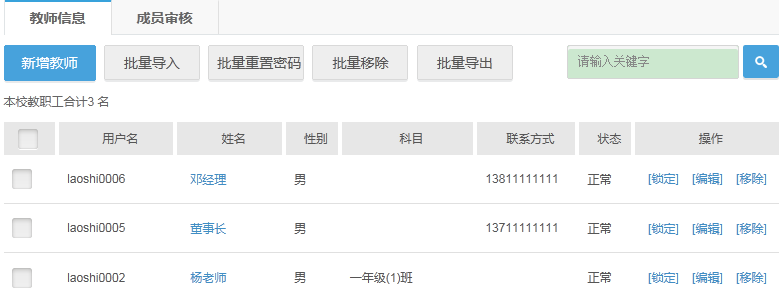 教师信息 成员审核
新增教师 批量导入 批量重置密码 批量移除 批量导出 请输入关键字
本校教职工合计3 名
用户名 姓名 性别 科目 联系方式 状态 操作
laoshi0006 邓经理 男 13811111111 正常 [锁定] [编辑] [移除]
laoshi0005 董事长 男 13711111111 正常 [锁定] [编辑] [移除]
laoshi0002 杨老师 男 一年级(1)班 正常 [锁定] [编辑] [移除]